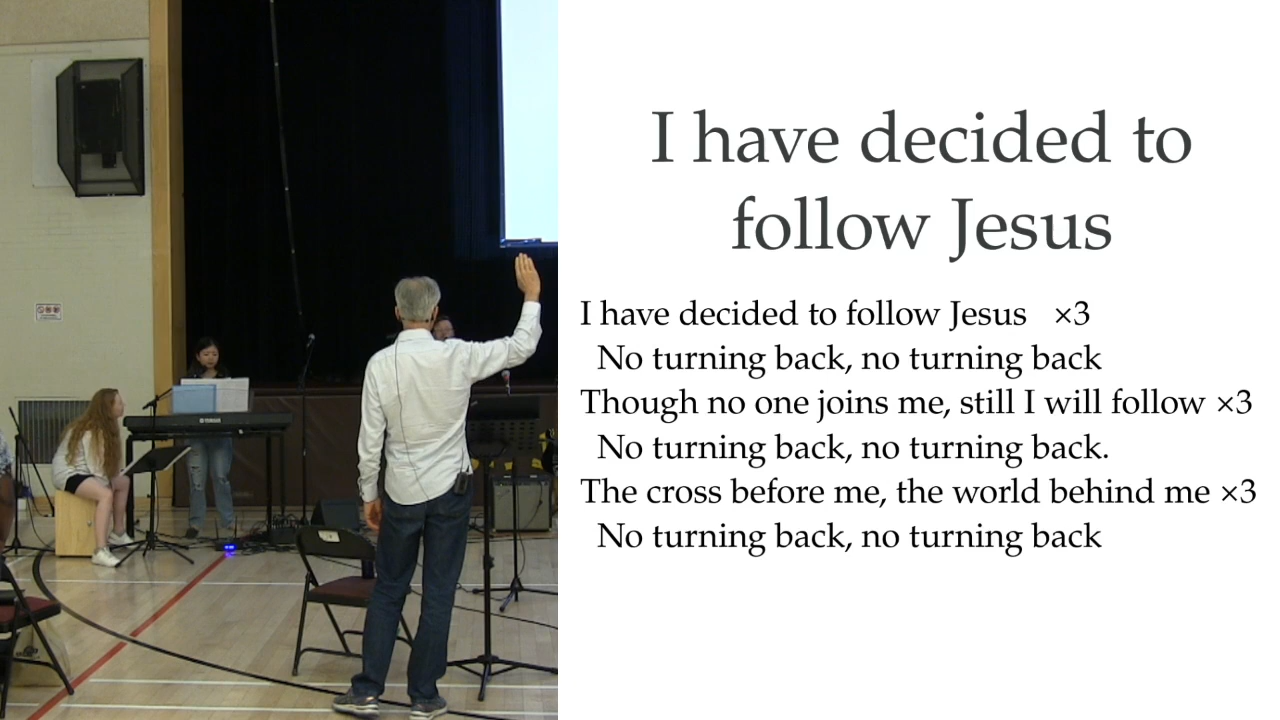 I have decided to
follow Jesus
I have decided to follow Jesus ×3
No turning back, no turning back
Though no one joins me, still I will follow ×3
No turning back, no turning back.
The cross before me, the world behind me ×3
No turning back, no turning back
YAMAHA